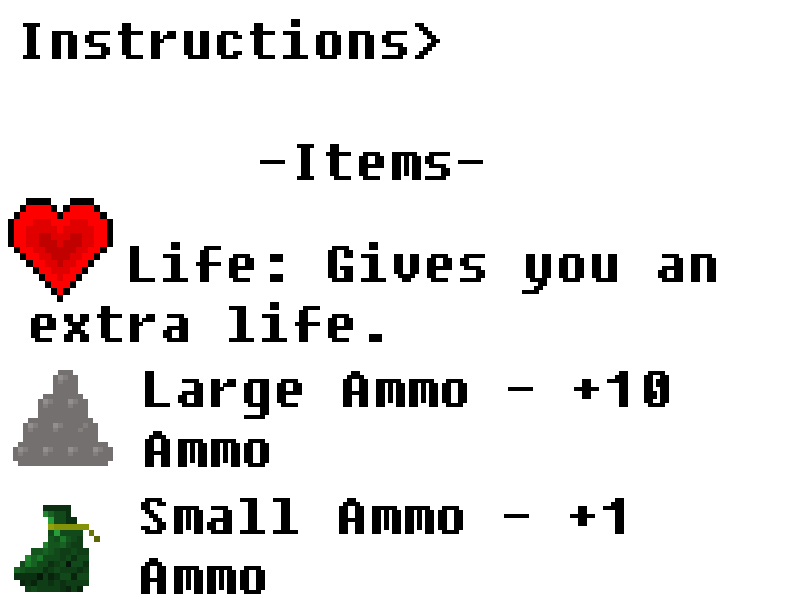 Instructions>
-Items-
Life: Gives you an
extra life.
Large Ammo - +10
Ammo
Small Ammo - +1
Ammo